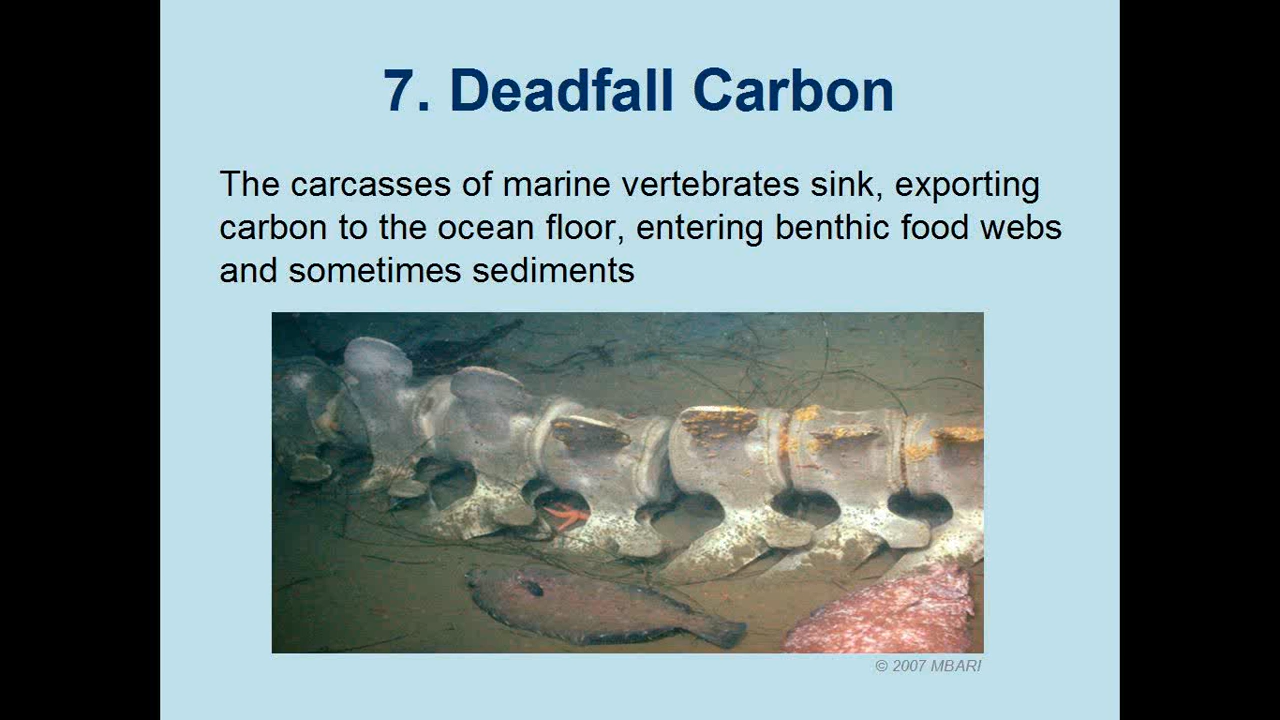 7. Deadfall Carbon
The carcasses of marine vertebrates sink, exporting
carbon to the ocean floor, entering benthic food webs
and sometimes sediments
© 2007 MBARI